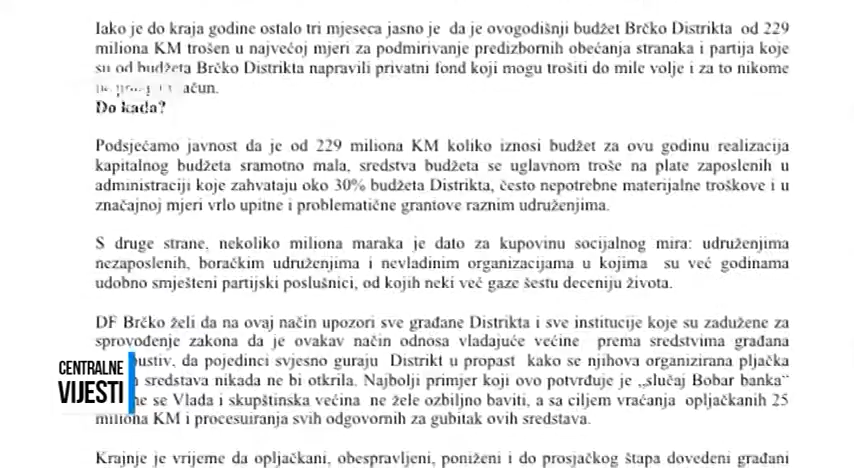 Iako je do kraja godine ostalo tri mjeseca jasno je da je ovogodišnji budžet Brčko Distrikta od 229
miliona KM trošen u najvećoj mjeri za podmirivanje predizbornih obećanja stranaka i partija koje
su od budžeta Brčko Distrikta napravili privatni fond koji mogu trošiti do mile volje i za to nikome
ačun.
Do kada?
Podsjećamo javnost da je od 229 miliona KM koliko iznosi budžet za ovu godinu realizacija
kapitalnog budžeta sramotno mala, sredstva budžeta se uglavnom troše na plate zaposlenih u
administraciji koje zahvataju oko 30% budžeta Distrikta, često nepotrebne materijalne troškove i u
značajnoj mjeri vrlo upitne i problematične grantove raznim udruženjima.
S druge strane, nekoliko miliona maraka je dato za kupovinu socijalnog mira: udruženjima
nezaposlenih, boračkim udruženjima i nevladinim organizacijama u kojima su već godinama
udobno smješteni partijski poslušnici, od kojih neki već gaze šestu deceniju života.
DF Brčko želi da na ovaj način upozori sve građane Distrikta i sve institucije koje su zadužene za
sprovođenje zakona da je ovakav način odnosa vladajuće većine prema sredstvima građana
bustiv, da pojedinci svjesno guraju Distrikt u propast kako se njihova organizirana pljačka
sredstava nikada ne bi otkrila. Najbolji primjer koji ovo potvrđuje je „slučaj Bobar banka“
ne se Vlada i skupštinska većina ne žele ozbiljno baviti, a sa ciljem vraćanja opljačkanih 25
miliona KM i procesuiranja svih odgovornih za gubitak ovih sredstava.
Krajnje je vrijeme da opljačkani, obespravljeni, poniženi i do prosjačkog štapa dovedeni građani
CENTRALNE
VIJESTI